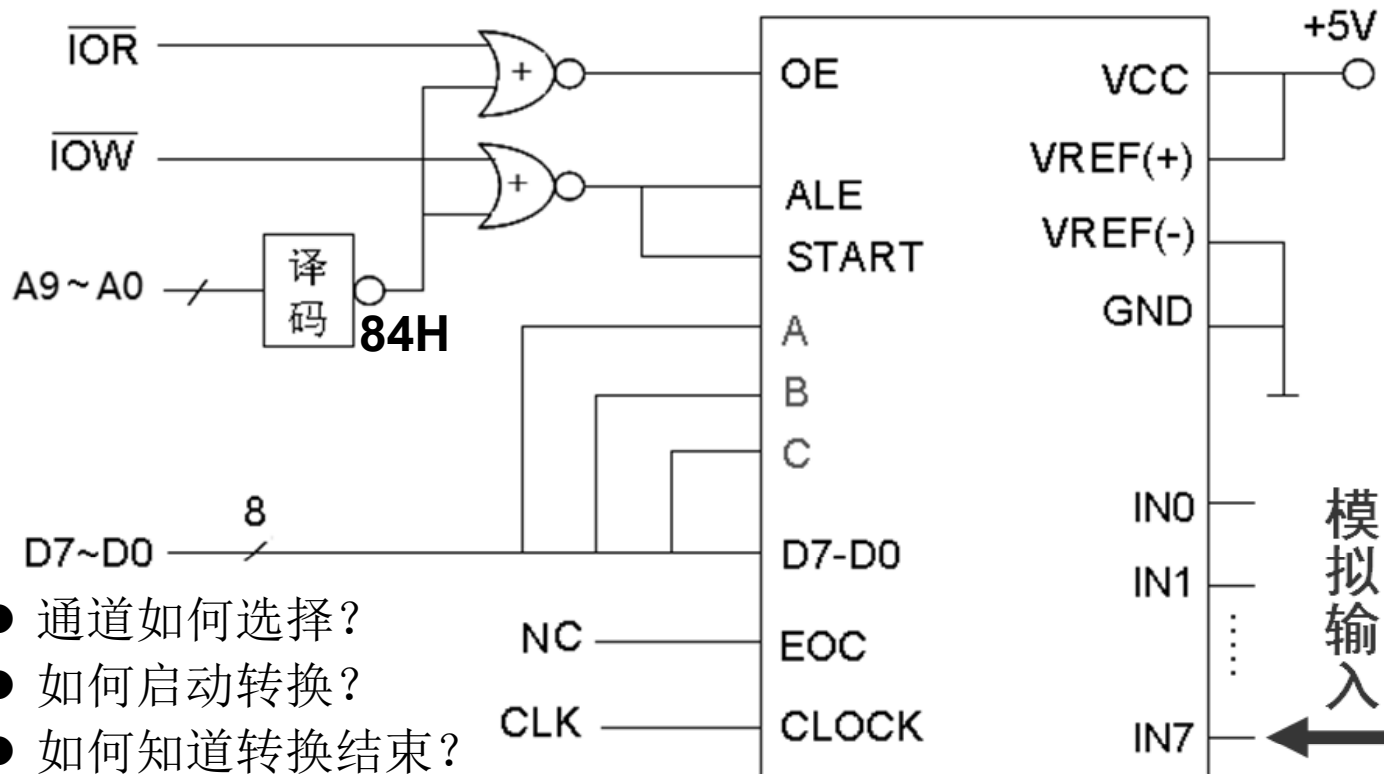 +5V
IOR
+
OE
VCC
IOW
VREF(+)
+
ALE
VREF(-)
START
译码
A9~A0
84H
GND
A
B
C
8
IN0
模拟输入
D7~D0
D7-D0
IN1
● 通道如何选择?
NC
EOC
● 如何启动转换?
CLK
CLOCK
IN7
● 如何知道转换结束?